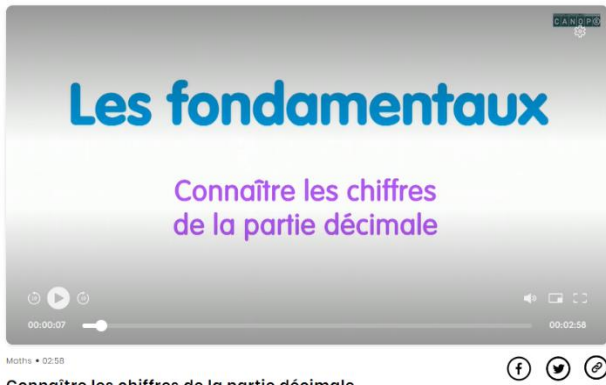 CANOPÉ
Les fondamentaux
Connaître les chiffres
de la partie décimale
00:00:07
00:02:58
Maths • 02:58
Connaître les chiffres de la partie décimale